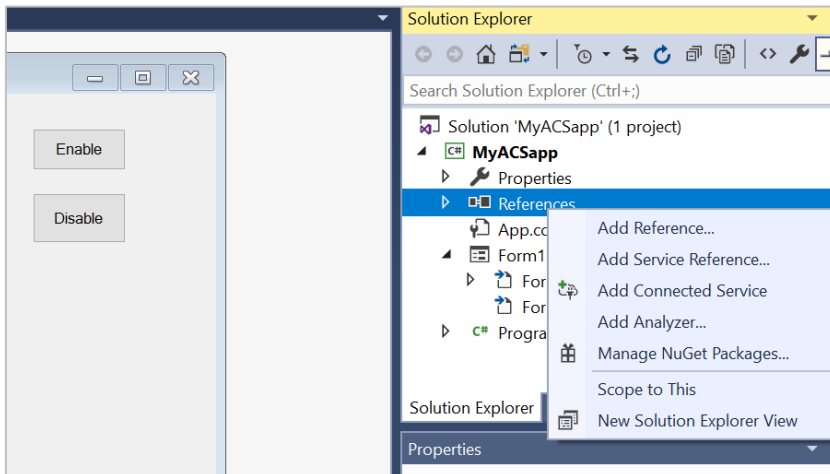 Enable
Disable
Solution Explorer
Search Solution Explorer (Ctrl+;)
Solution 'MyACSapp' (1 project)
C# MyACSapp
Properties
References
App.co
Form1
For
For
C# Progra
Add Reference...
Add Service Reference...
Add Connected Service
Add Analyzer...
Manage NuGet Packages...
Scope to This
New Solution Explorer View
Solution Explorer
Properties